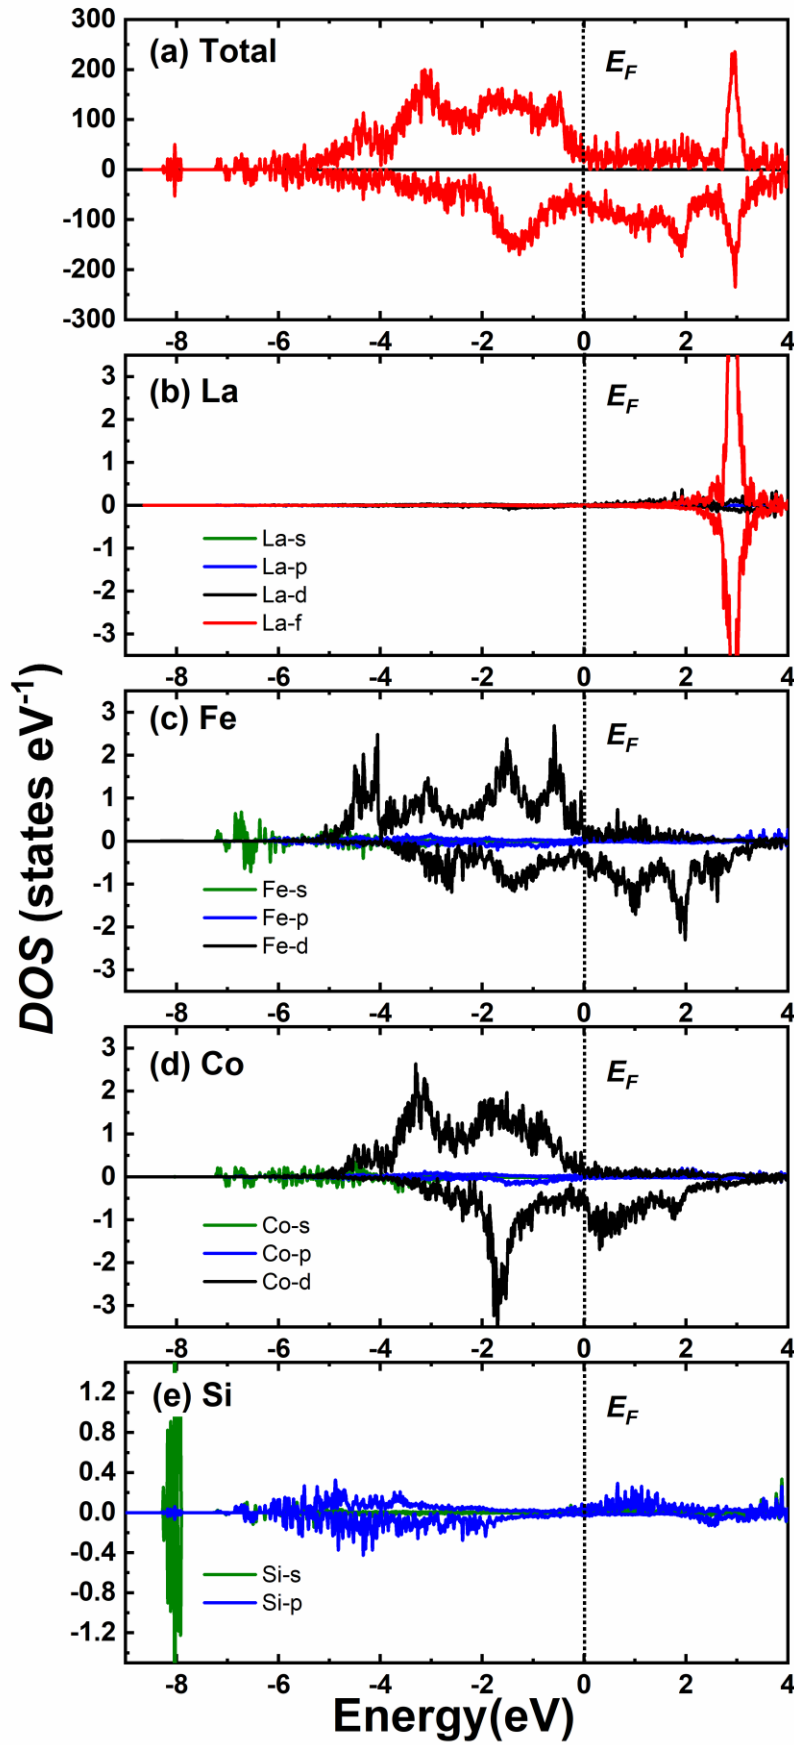 (a) Total
E_F
300
200
100
0
-100
-200
-300
-8 -6 -4 -2 0 2 4
(b) La
E_F
3
2
1
0
-1
-2
-3
La-s
La-p
La-d
La-f
-8 -6 -4 -2 0 2 4
(c) Fe
E_F
3
2
1
0
-1
-2
-3
Fe-s
Fe-p
Fe-d
-8 -6 -4 -2 0 2 4
(d) Co
E_F
3
2
1
0
-1
-2
-3
Co-s
Co-p
Co-d
-8 -6 -4 -2 0 2 4
(e) Si
E_F
1.2
0.8
0.4
0.0
-0.4
-0.8
-1.2
Si-s
Si-p
-8 -6 -4 -2 0 2 4
Energy(eV)
DOS (states eV⁻¹)